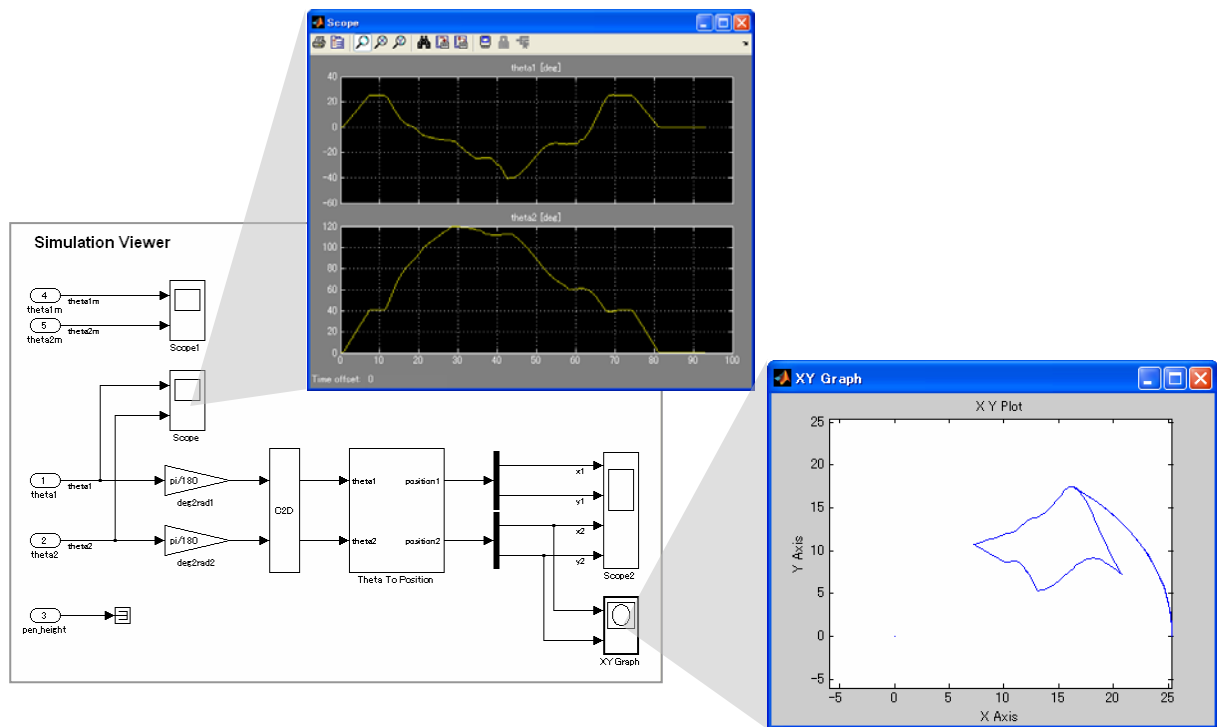 Scope
theta1 [deg]
40
20
0
-20
-40
-60
theta2 [deg]
120
100
80
60
40
20
0
0 10 20 30 40 50 60 70 80 90 100
Time offset: 0
Simulation Viewer
4
theta1m
theta1m
5
theta2m
theta2m
Scope1
Scope
1
theta1
theta1
pi/180
deg2rad1
2
theta2
theta2
pi/180
deg2rad2
C2D
theta1
position1
theta2
position2
Theta To Position
x1
y1
x2
y2
Scope2
3
pen_height
XY Graph
XY Graph
X Y Plot
25
20
15
10
5
0
-5
Y Axis
-5 0 5 10 15 20 25
X Axis